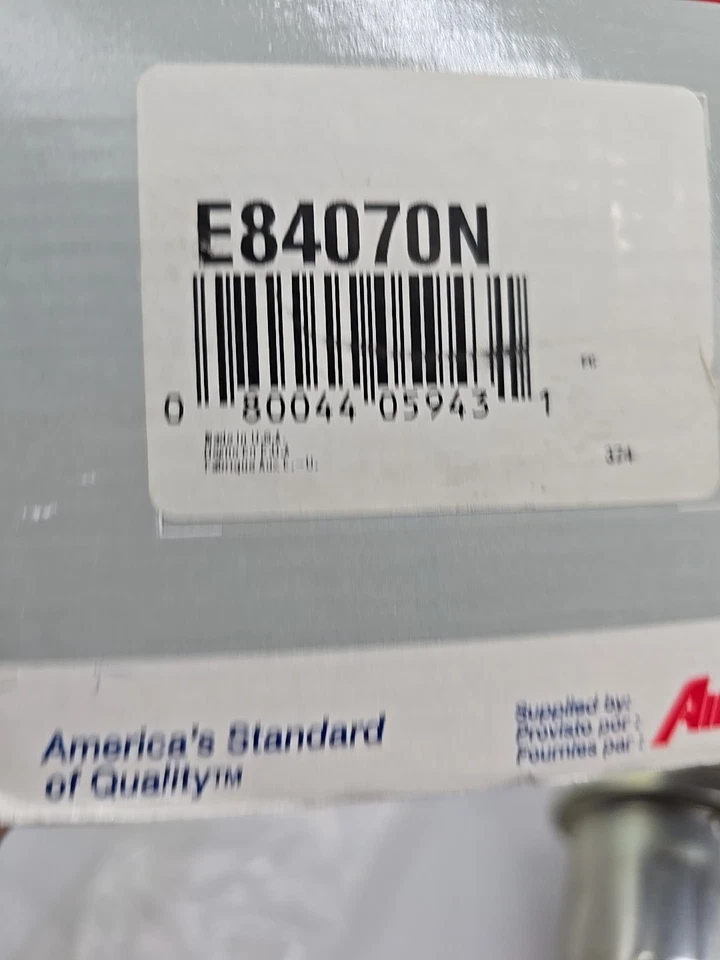 E84070N
0 80044 05943 1
Made in U.S.A.
324
America's Standard
of Quality™
Supplied by:
Provisto por:
Fournies par: